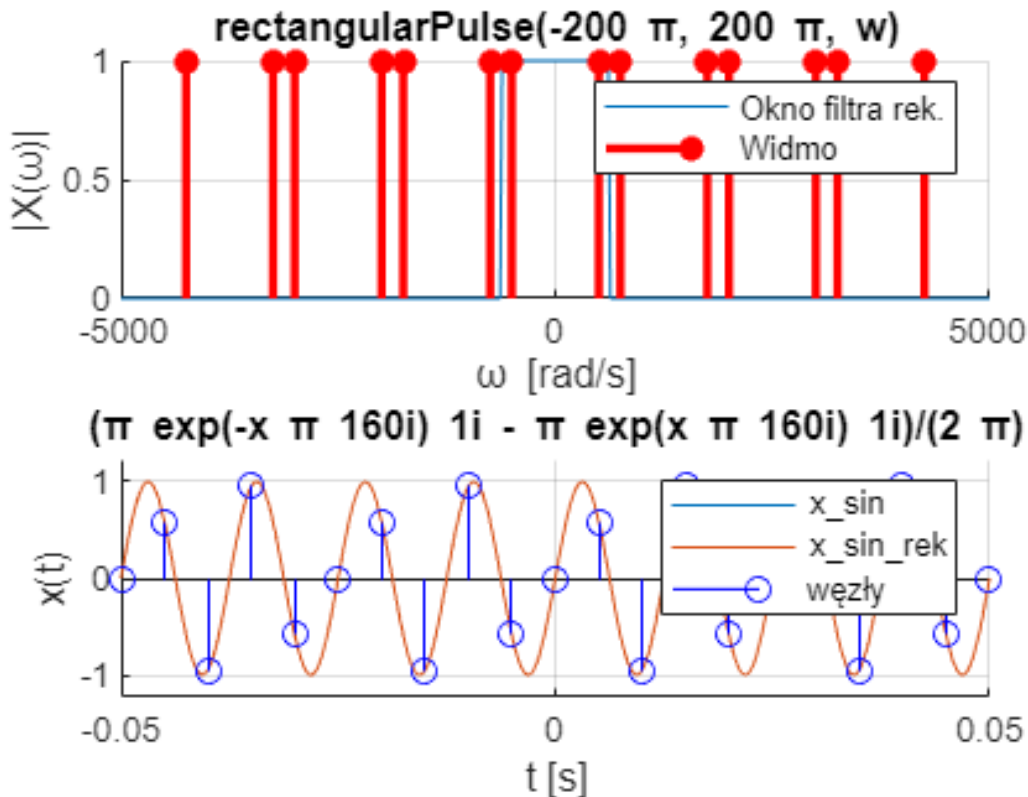 rectangularPulse(-200 π, 200 π, w)
1
0.5
0
|X(ω)|
Okno filtra rek.
Widmo
-5000
0
5000
ω [rad/s]
(π exp(-x π 160i) 1i - π exp(x π 160i) 1i)/(2 π)
1
0
-1
x(t)
x_sin
x_sin_rek
węzły
-0.05
0
0.05
t [s]